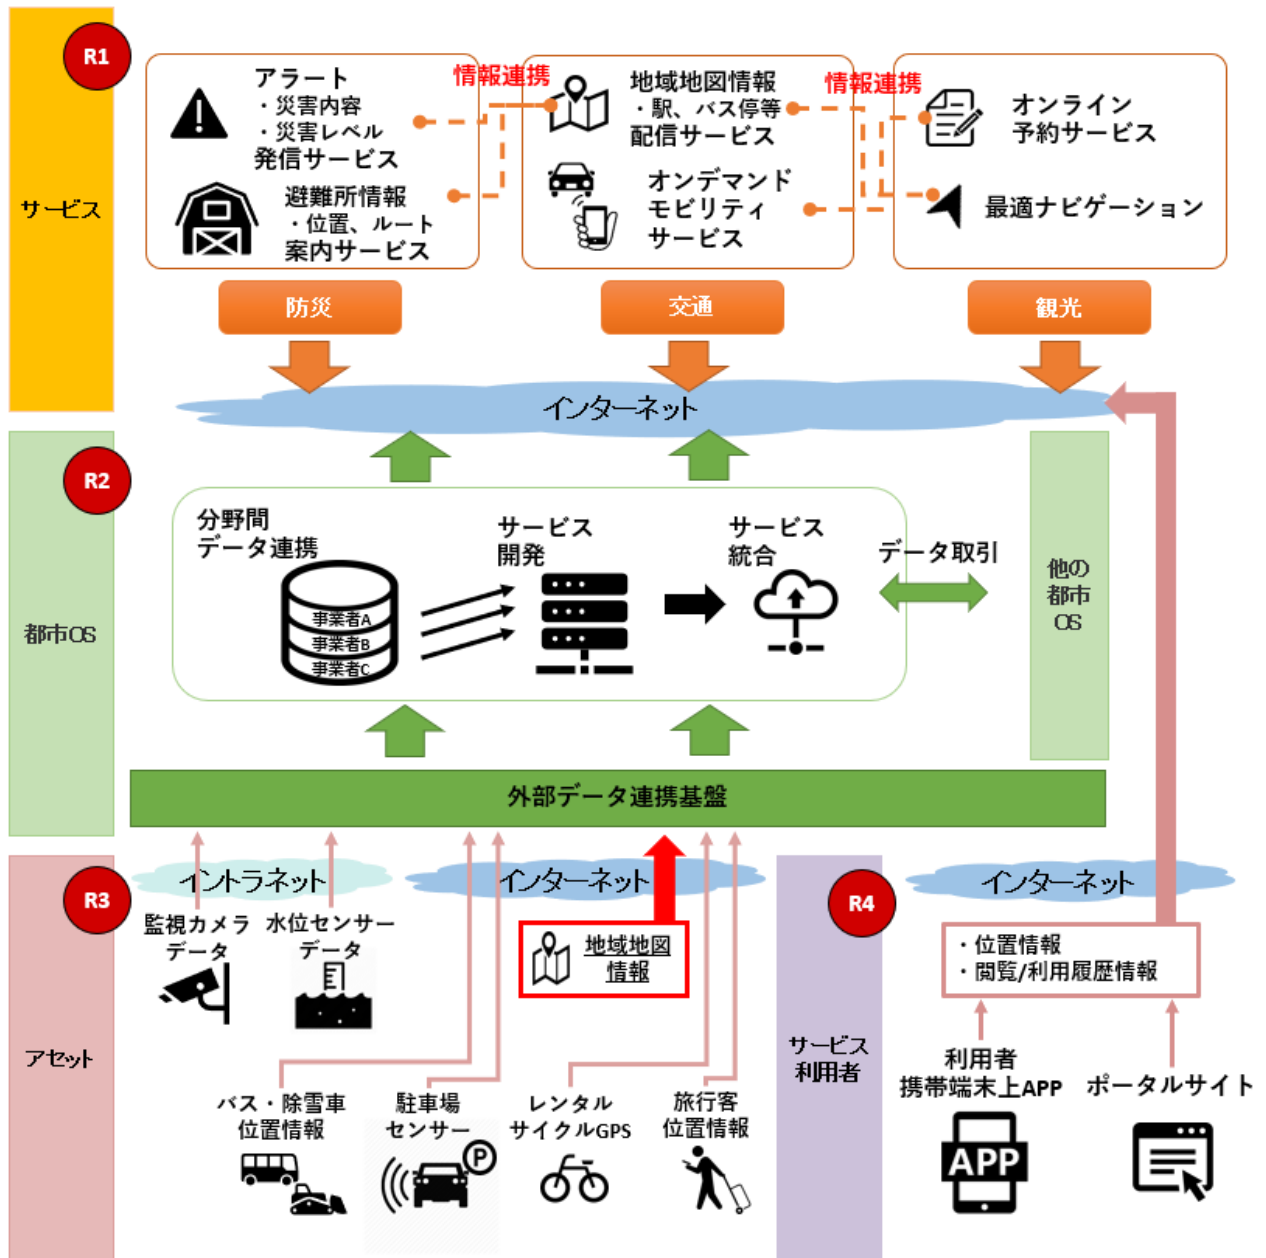 R1
サービス
アラート
・災害内容
・災害レベル
発信サービス
避難所情報
・位置、ルート
案内サービス
情報連携
地域地図情報
・駅、バス停等
配信サービス
オンデマンド
モビリティ
サービス
情報連携
オンライン
予約サービス
最適ナビゲーション
防災
交通
観光
インターネット
R2
都市OS
分野間
データ連携
事業者A
事業者B
事業者C
サービス
開発
サービス
統合
データ取引
他の
都市
OS
外部データ連携基盤
R3
アセット
イントラネット
インターネット
監視カメラ
データ
水位センサー
データ
地域地図
情報
バス・除雪車
位置情報
駐車場
センサー
P
レンタル
サイクルGPS
旅行客
位置情報
R4
サービス
利用者
インターネット
・位置情報
・閲覧/利用履歴情報
利用者
携帯端末上APP
APP
ポータルサイト